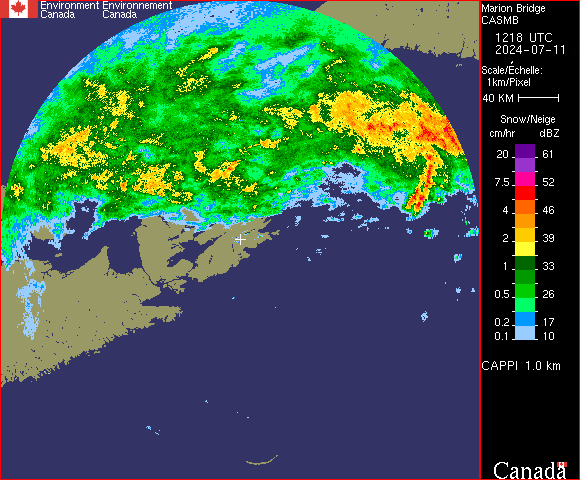 Environment Environnement
Canada Canada
Marion Bridge
CASMB
1218 UTC
2024-07-11
Scale/Échelle:
1km/Pixel
40 KM
Snow/Neige
cm/hr dBZ
20 61
7.5 52
4 46
2 39
1 33
0.5 26
0.2 17
0.1 10
CAPPI 1.0 km
Canada